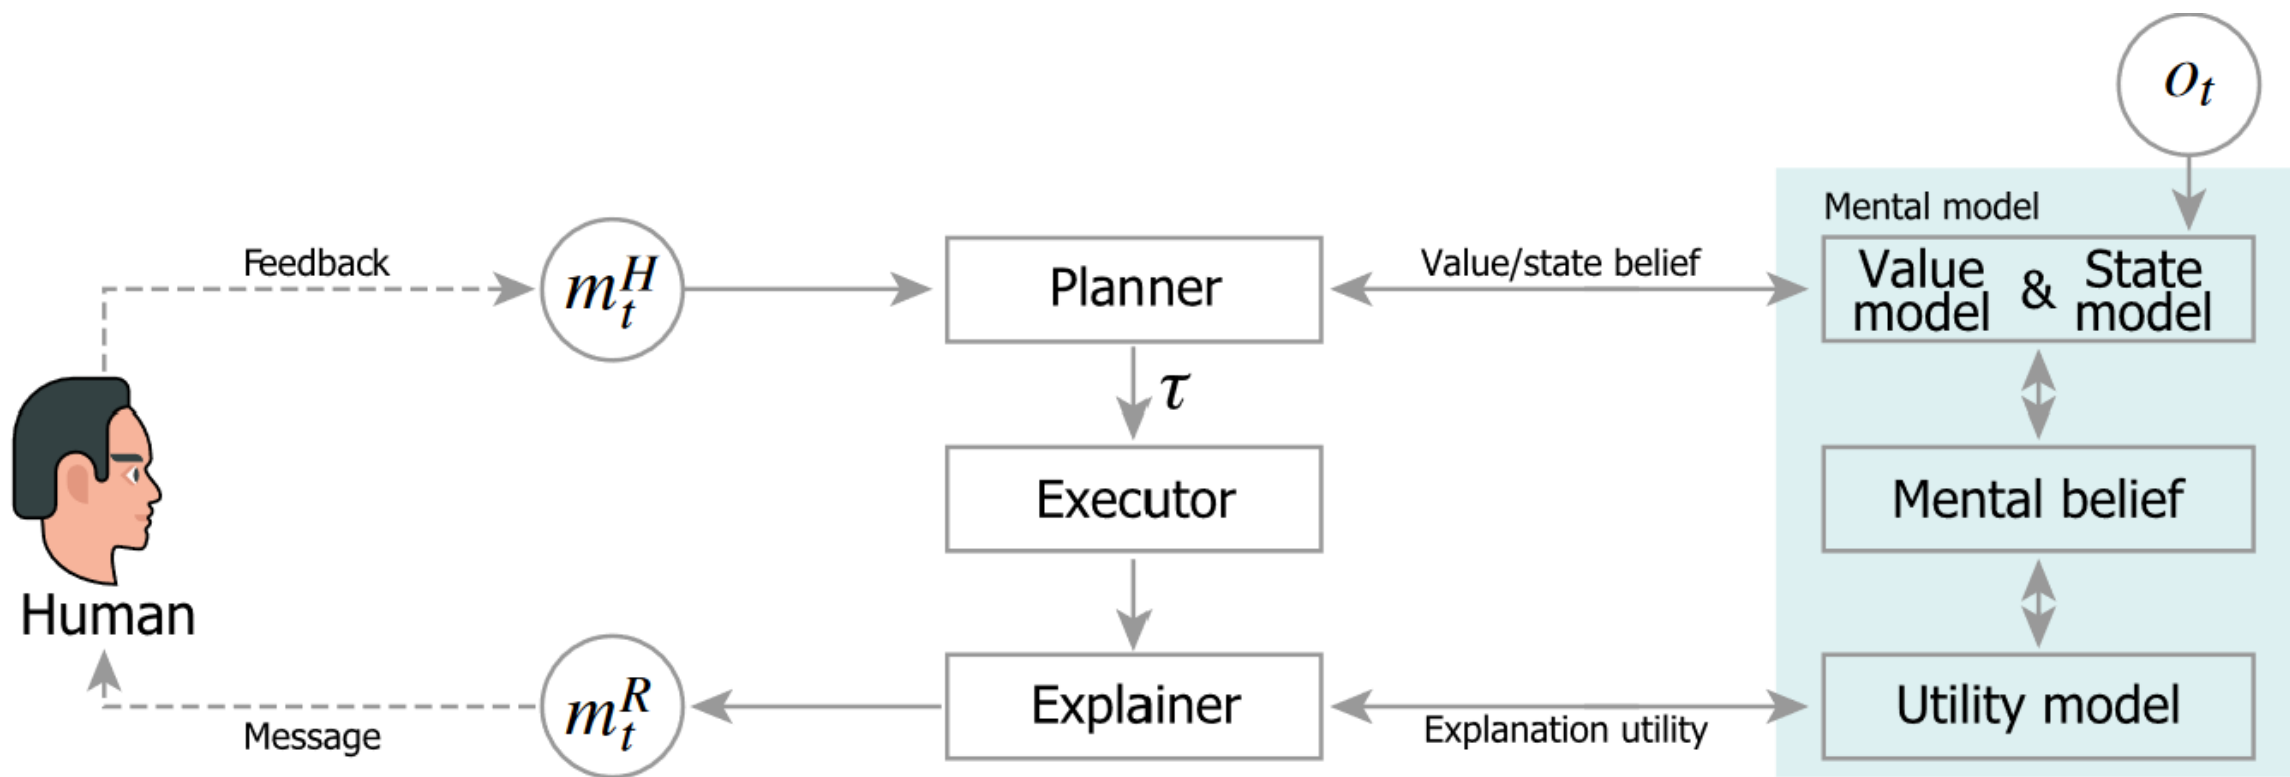 o_t
Mental model
Feedback
m_t^H
Planner
Value/state belief
Value model & State model
τ
Executor
Mental belief
Human
m_t^R
Explainer
Utility model
Message
Explanation utility